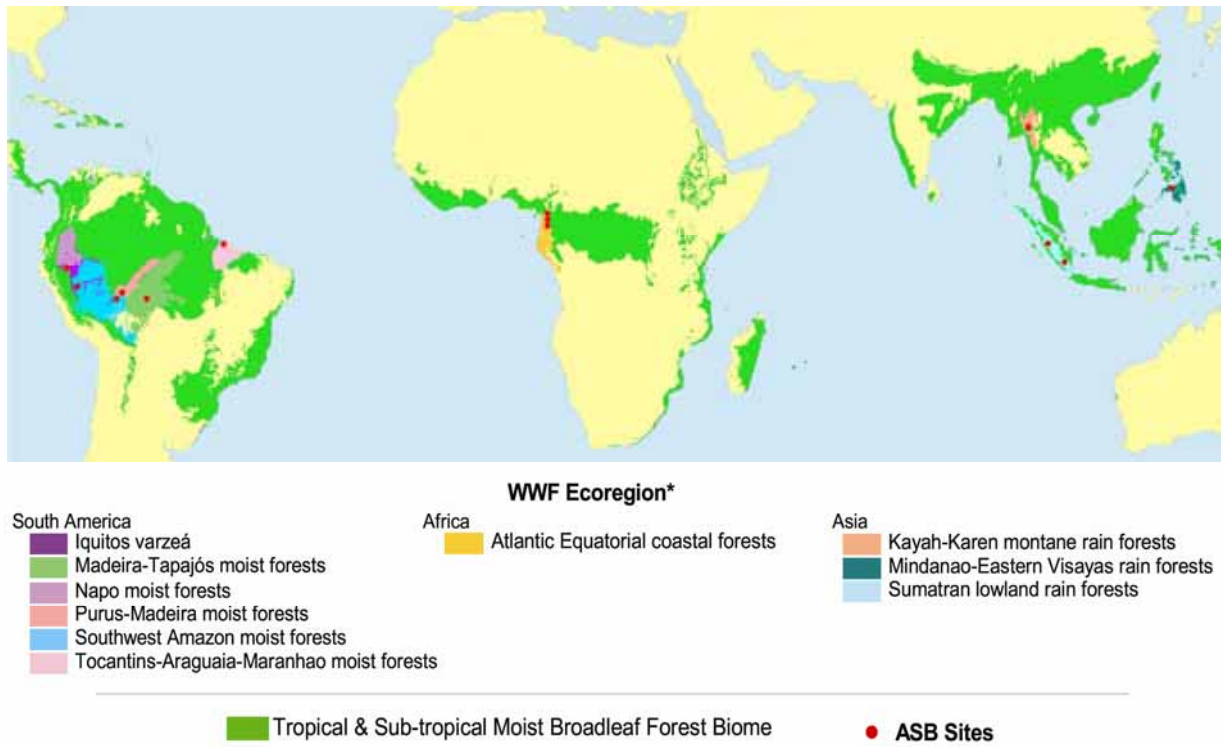 WWF Ecoregion*
South America
Iquitos varzeá
Madeira-Tapajós moist forests
Napo moist forests
Purus-Madeira moist forests
Southwest Amazon moist forests
Tocantins-Araguaia-Maranhao moist forests
Africa
Atlantic Equatorial coastal forests
Asia
Kayah-Karen montane rain forests
Mindanao-Eastern Visayas rain forests
Sumatran lowland rain forests
Tropical & Sub-tropical Moist Broadleaf Forest Biome
ASB Sites